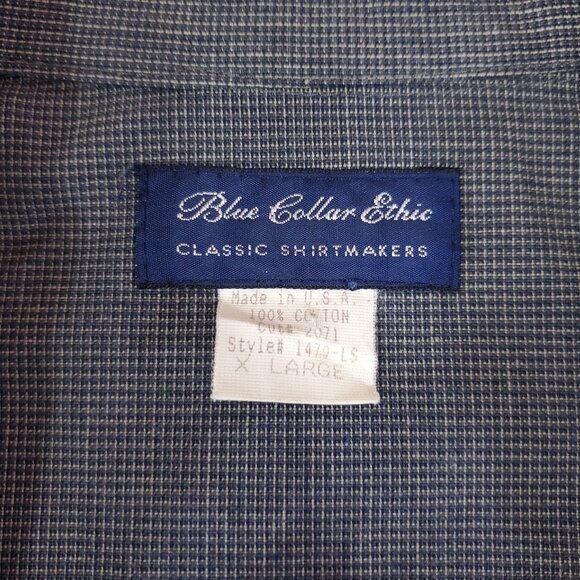 Blue Collar Ethic
CLASSIC SHIRTMAKERS
Made in U.S.A.
100% COTTON
Cut# 2071
Style# 1470-LS
X LARGE